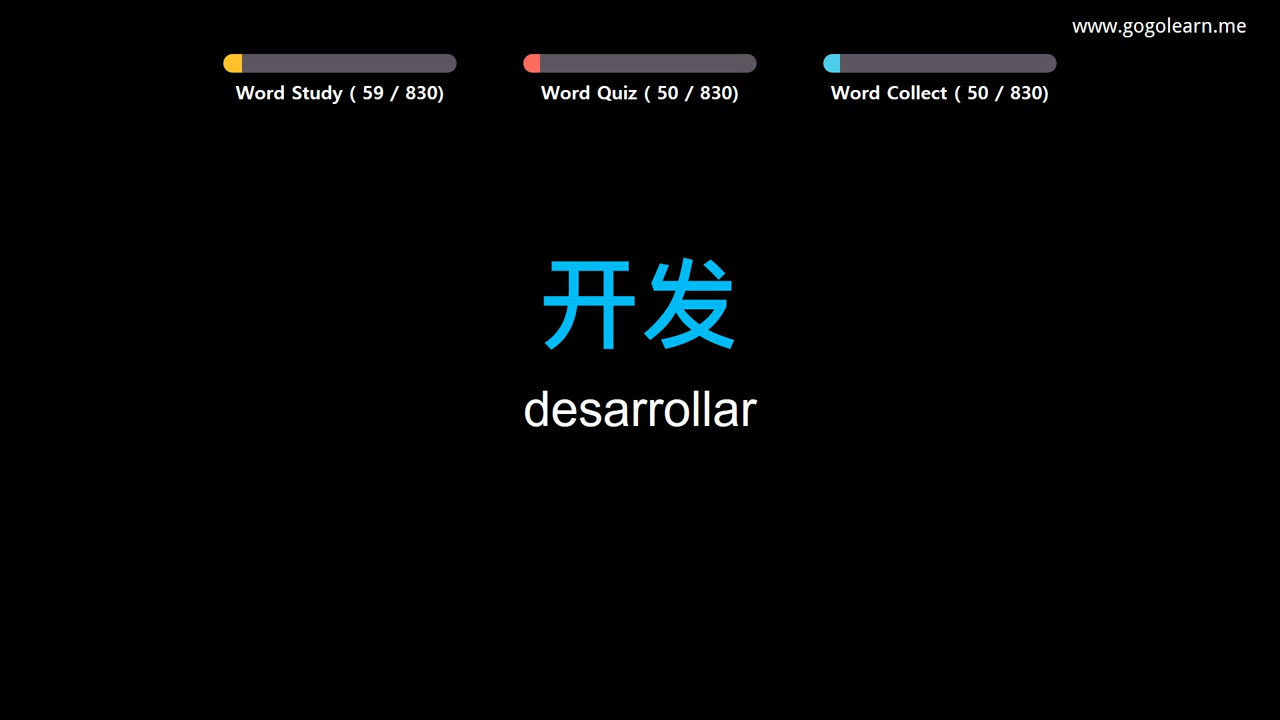 www.gogolearn.me
Word Study ( 59 / 830)
Word Quiz ( 50 / 830)
Word Collect ( 50 / 830)
开发
desarrollar